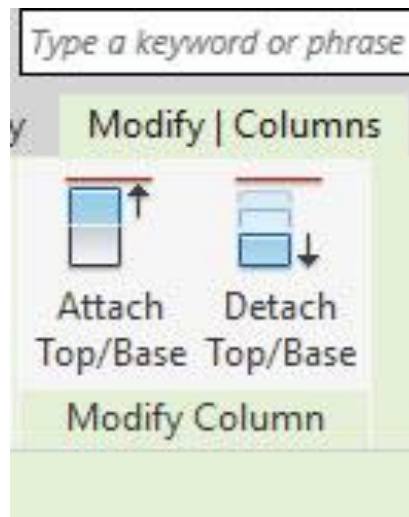 Type a keyword or phrase
y Modify | Columns
Attach Detach
Top/Base Top/Base
Modify Column